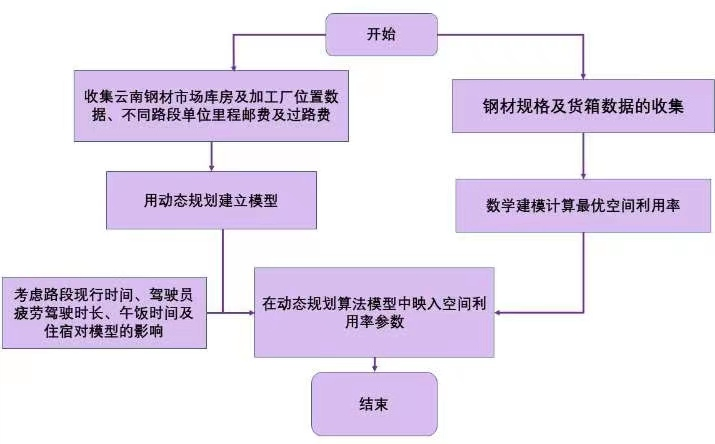 开始
收集云南钢材市场库房及加工厂位置数
据、不同路段单位里程邮费及过路费
钢材规格及货箱数据的收集
用动态规划建立模型
数学建模计算最优空间利用率
考虑路段现行时间、驾驶员
疲劳驾驶时长、午饭时间及
住宿对模型的影响
在动态规划算法模型中映入空间利
用率参数
结束